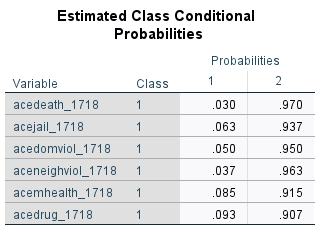 Estimated Class Conditional
Probabilities
Probabilities
Variable Class 1 2
acedeath_1718 1 .030 .970
acejail_1718 1 .063 .937
acedomviol_1718 1 .050 .950
aceneighviol_1718 1 .037 .963
acemhealth_1718 1 .085 .915
acedrug_1718 1 .093 .907